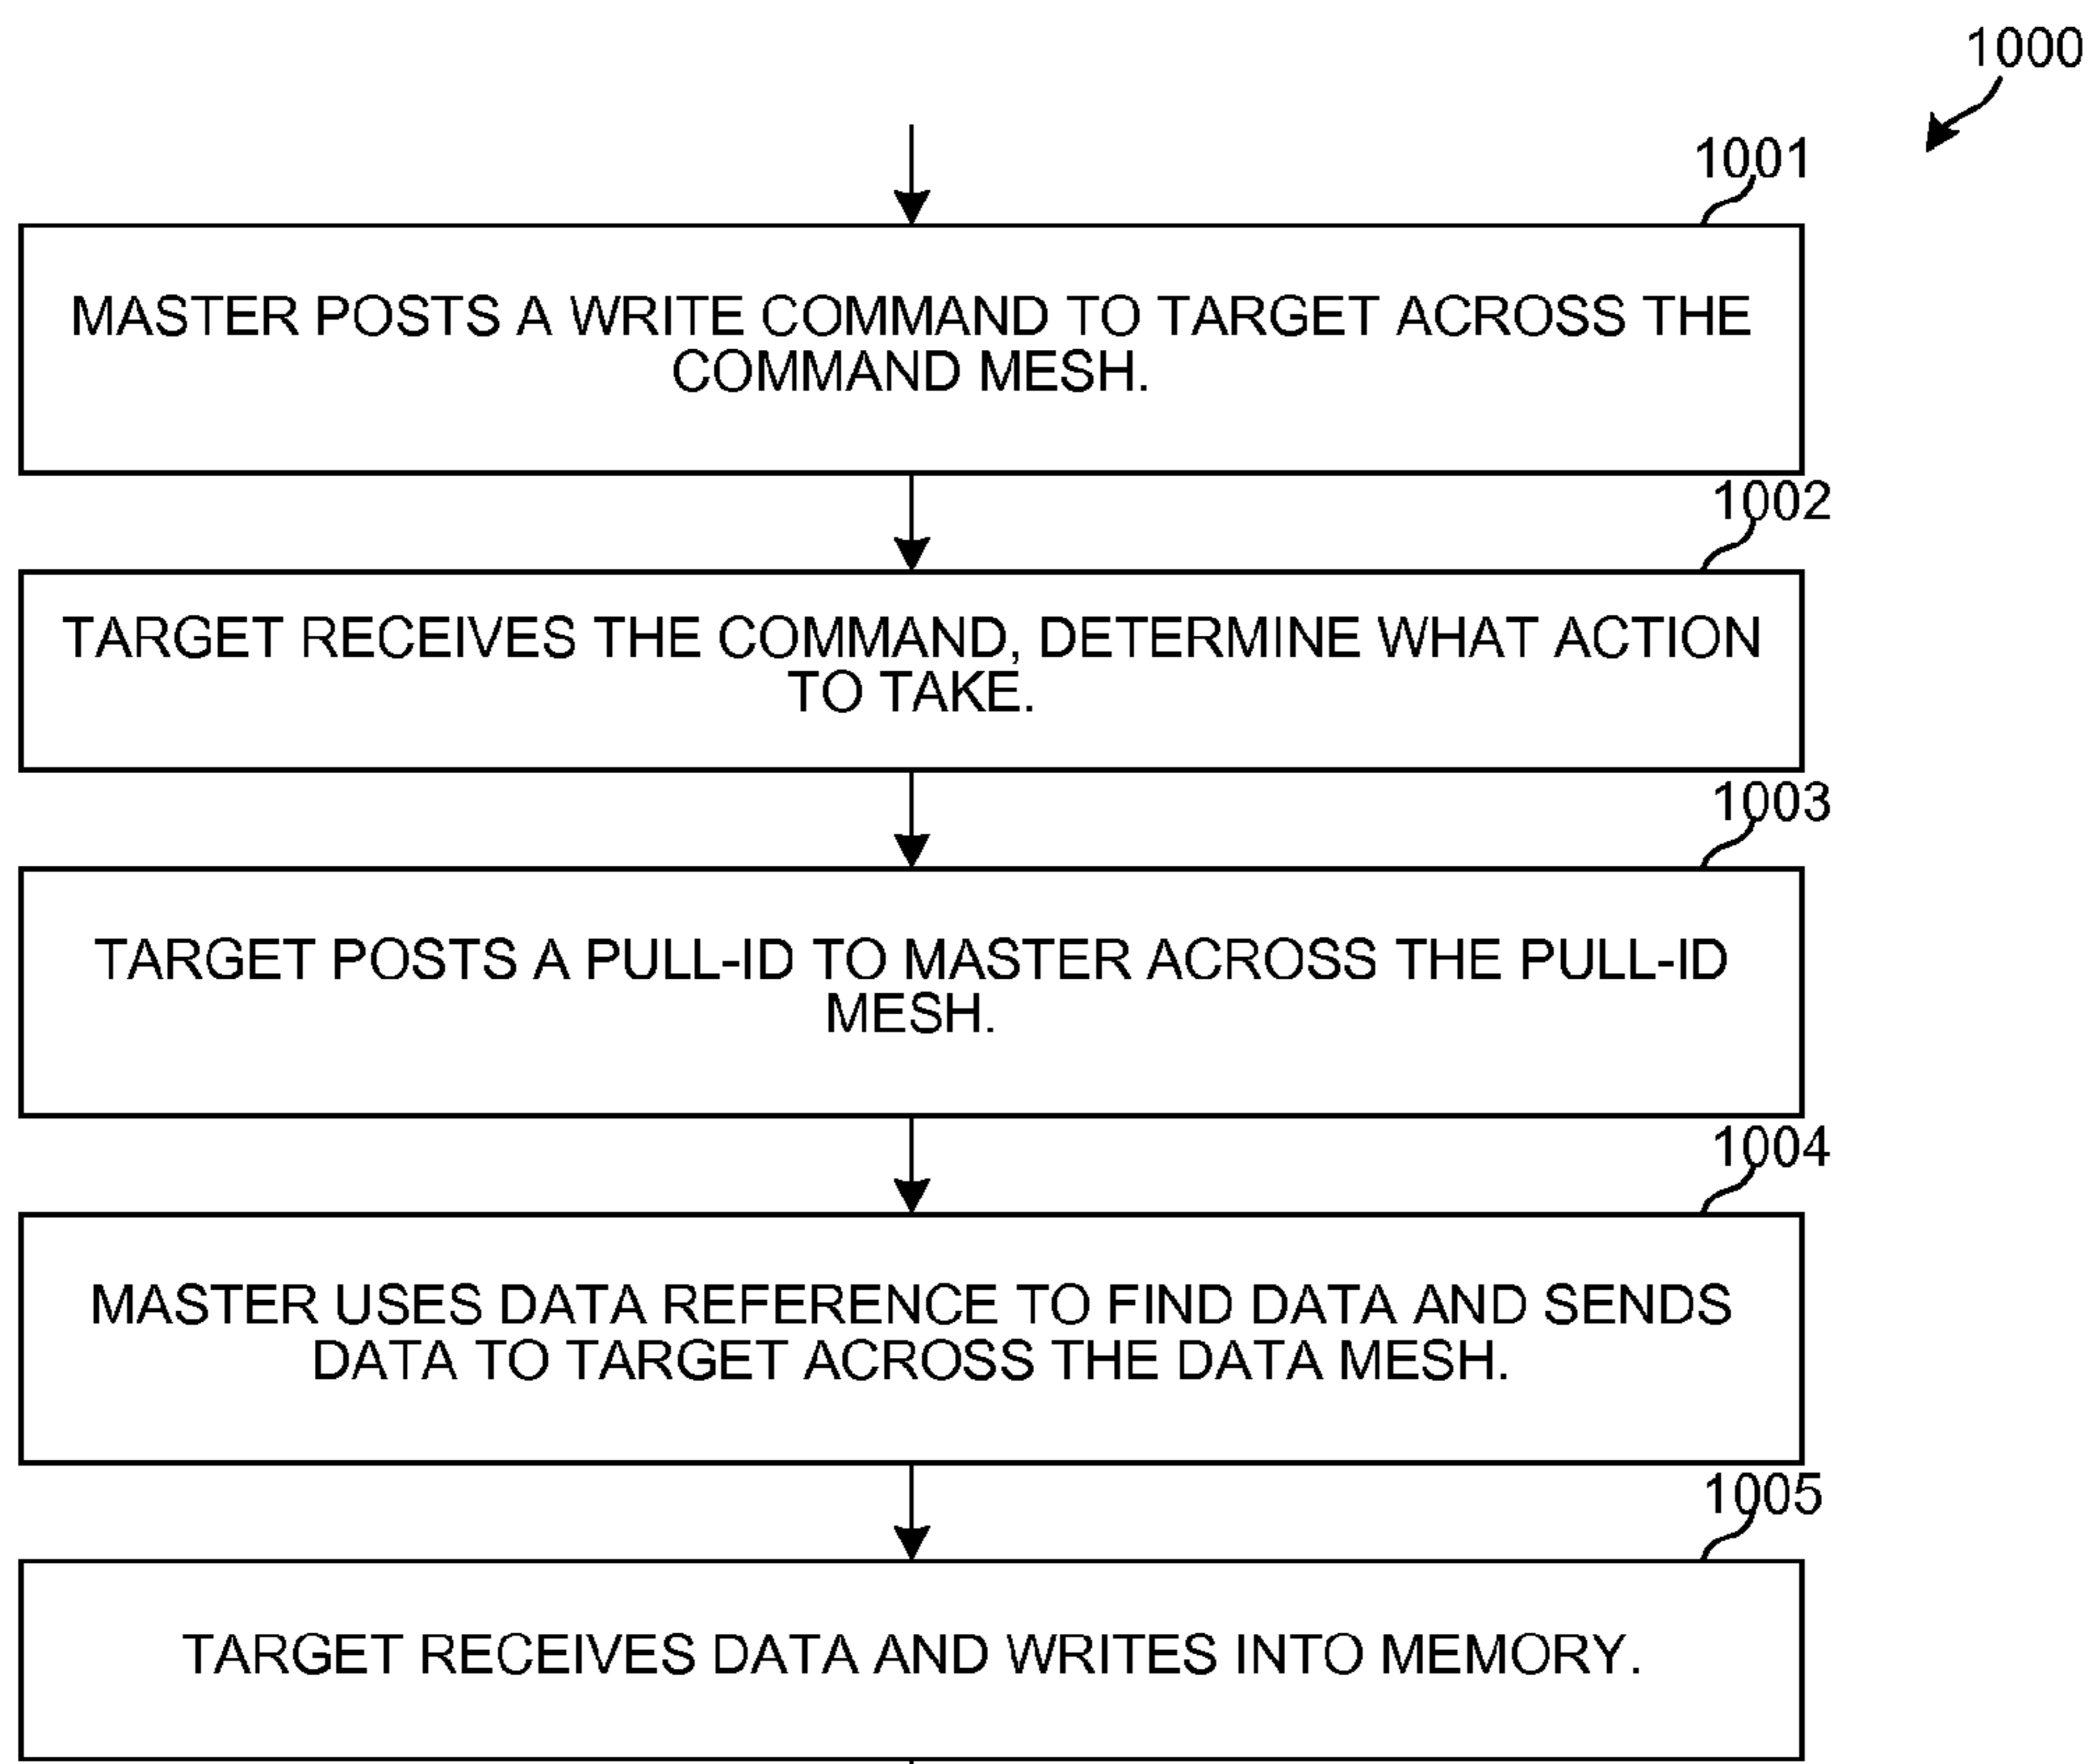 1000
1001
MASTER POSTS A WRITE COMMAND TO TARGET ACROSS THE
COMMAND MESH.
1002
TARGET RECEIVES THE COMMAND, DETERMINE WHAT ACTION
TO TAKE.
1003
TARGET POSTS A PULL-ID TO MASTER ACROSS THE PULL-ID
MESH.
1004
MASTER USES DATA REFERENCE TO FIND DATA AND SENDS
DATA TO TARGET ACROSS THE DATA MESH.
1005
TARGET RECEIVES DATA AND WRITES INTO MEMORY.